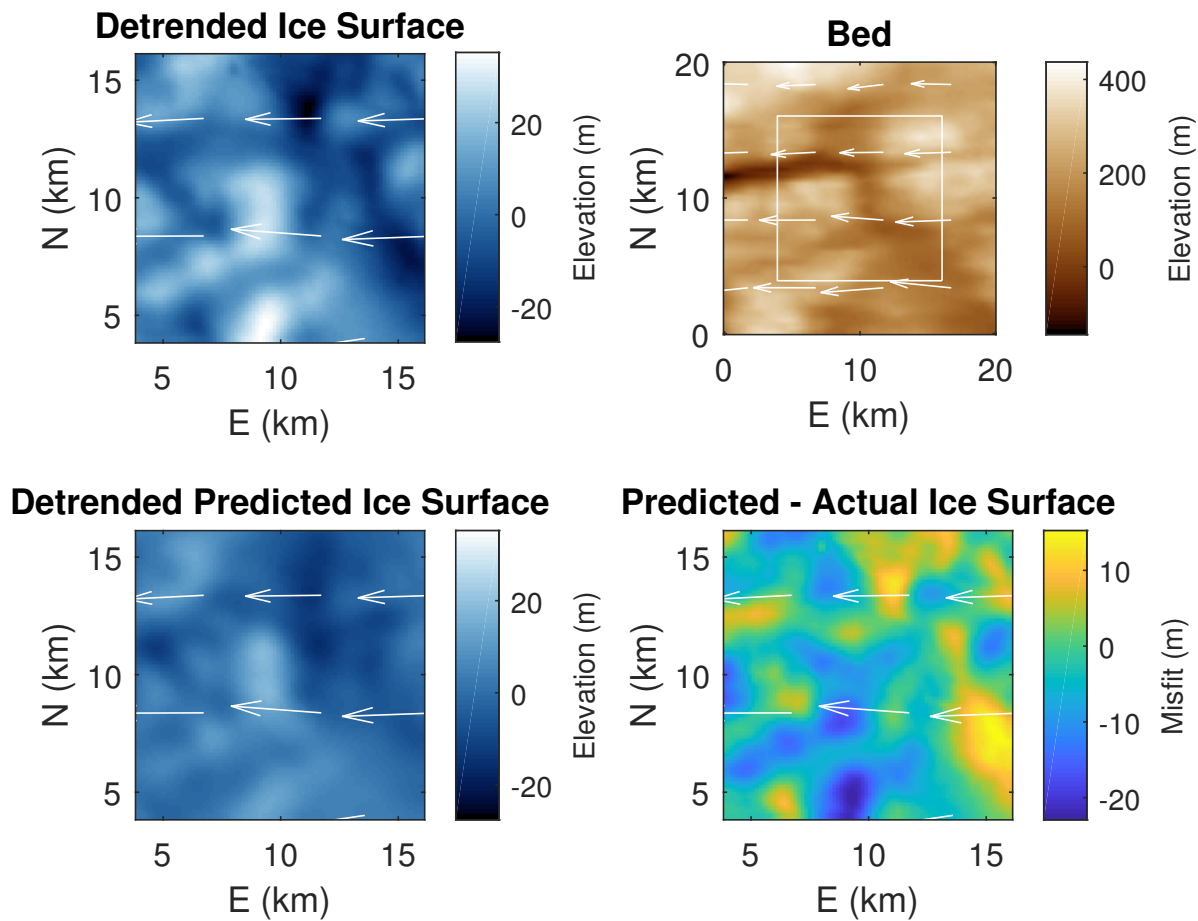 Detrended Ice Surface
15
10
5
N (km)
5
10
15
E (km)
20
0
-20
Elevation (m)
Bed
20
10
0
N (km)
0
10
20
E (km)
400
200
0
Elevation (m)
Detrended Predicted Ice Surface
15
10
5
N (km)
5
10
15
E (km)
20
0
-20
Elevation (m)
Predicted - Actual Ice Surface
15
10
5
N (km)
5
10
15
E (km)
10
0
-10
-20
Misfit (m)